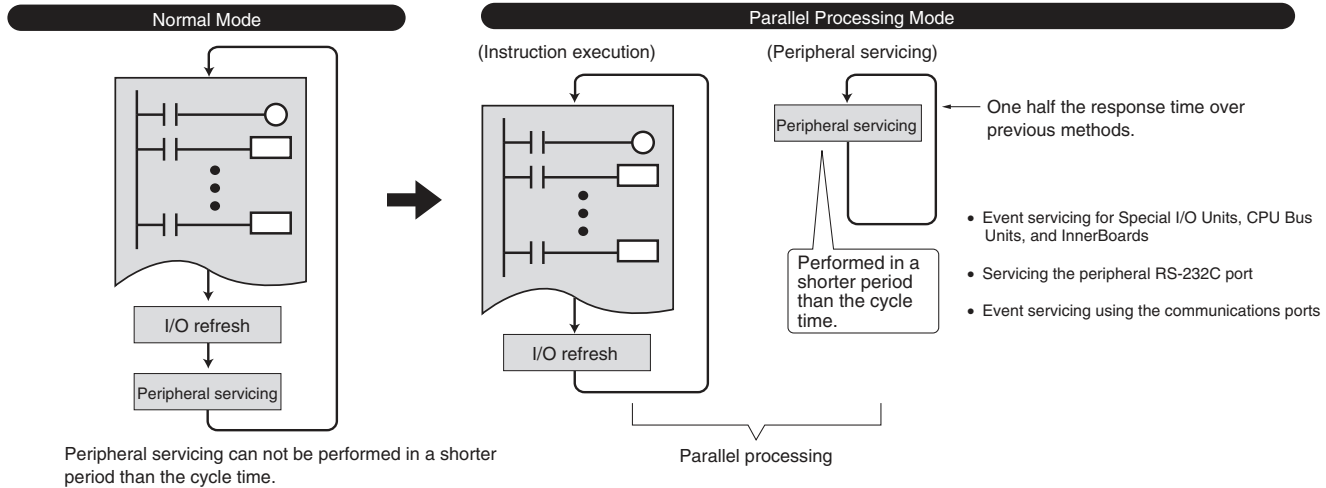 Normal Mode
Parallel Processing Mode
I/O refresh
Peripheral servicing
Peripheral servicing can not be performed in a shorter
period than the cycle time.
(Instruction execution)
I/O refresh
(Peripheral servicing)
Peripheral servicing
Performed in a
shorter period
than the cycle
time.
One half the response time over
previous methods.
• Event servicing for Special I/O Units, CPU Bus
Units, and InnerBoards
• Servicing the peripheral RS-232C port
• Event servicing using the communications ports
Parallel processing